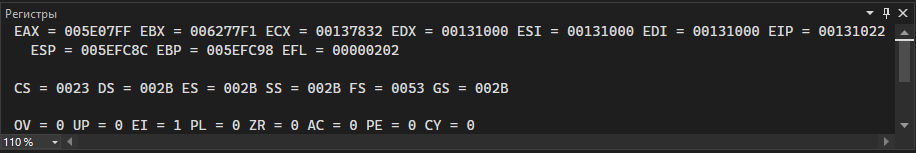 Регистры
EAX = 005E07FF EBX = 006277F1 ECX = 00137832 EDX = 00131000 ESI = 00131000 EDI = 00131000 EIP = 00131022
ESP = 005EFC8C EBP = 005EFC98 EFL = 00000202
CS = 0023 DS = 002B ES = 002B SS = 002B FS = 0053 GS = 002B
OV = 0 UP = 0 EI = 1 PL = 0 ZR = 0 AC = 0 PE = 0 CY = 0
110 %